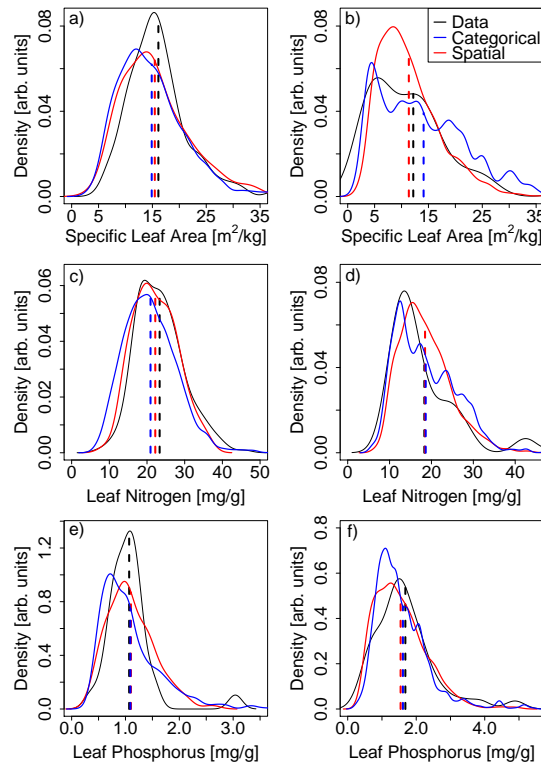 a)
Density [arb. units]
0.00 0.04 0.08
0 5 15 25 35
Specific Leaf Area [m²/kg]
b)
Data
Categorical
Spatial
Density [arb. units]
0.00 0.04 0.08
0 5 15 25 35
Specific Leaf Area [m²/kg]
c)
Density [arb. units]
0.00 0.02 0.04 0.06
0 10 20 30 40 50
Leaf Nitrogen [mg/g]
d)
Density [arb. units]
0.00 0.04 0.08
0 10 20 30 40
Leaf Nitrogen [mg/g]
e)
Density [arb. units]
0.0 0.4 0.8 1.2
0.0 1.0 2.0 3.0
Leaf Phosphorus [mg/g]
f)
Density [arb. units]
0.0 0.2 0.4 0.6 0.8
0.0 2.0 4.0
Leaf Phosphorus [mg/g]